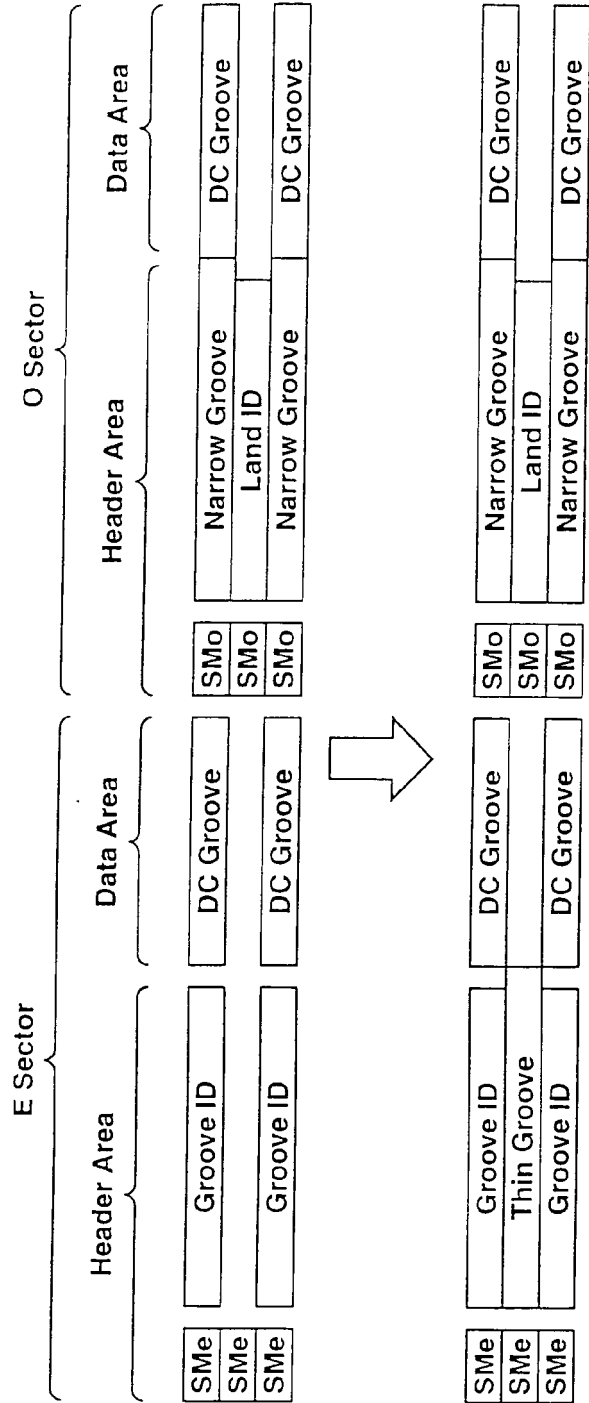 E Sector
O Sector
Header Area
Data Area
Header Area
Data Area
SMe
Groove ID
DC Groove
SMo
Narrow Groove
DC Groove
SMe
SMo
Land ID
SMe
Groove ID
DC Groove
SMo
Narrow Groove
DC Groove
SMe
Groove ID
DC Groove
SMo
Narrow Groove
DC Groove
SMe
Thin Groove
SMo
Land ID
SMe
Groove ID
DC Groove
SMo
Narrow Groove
DC Groove